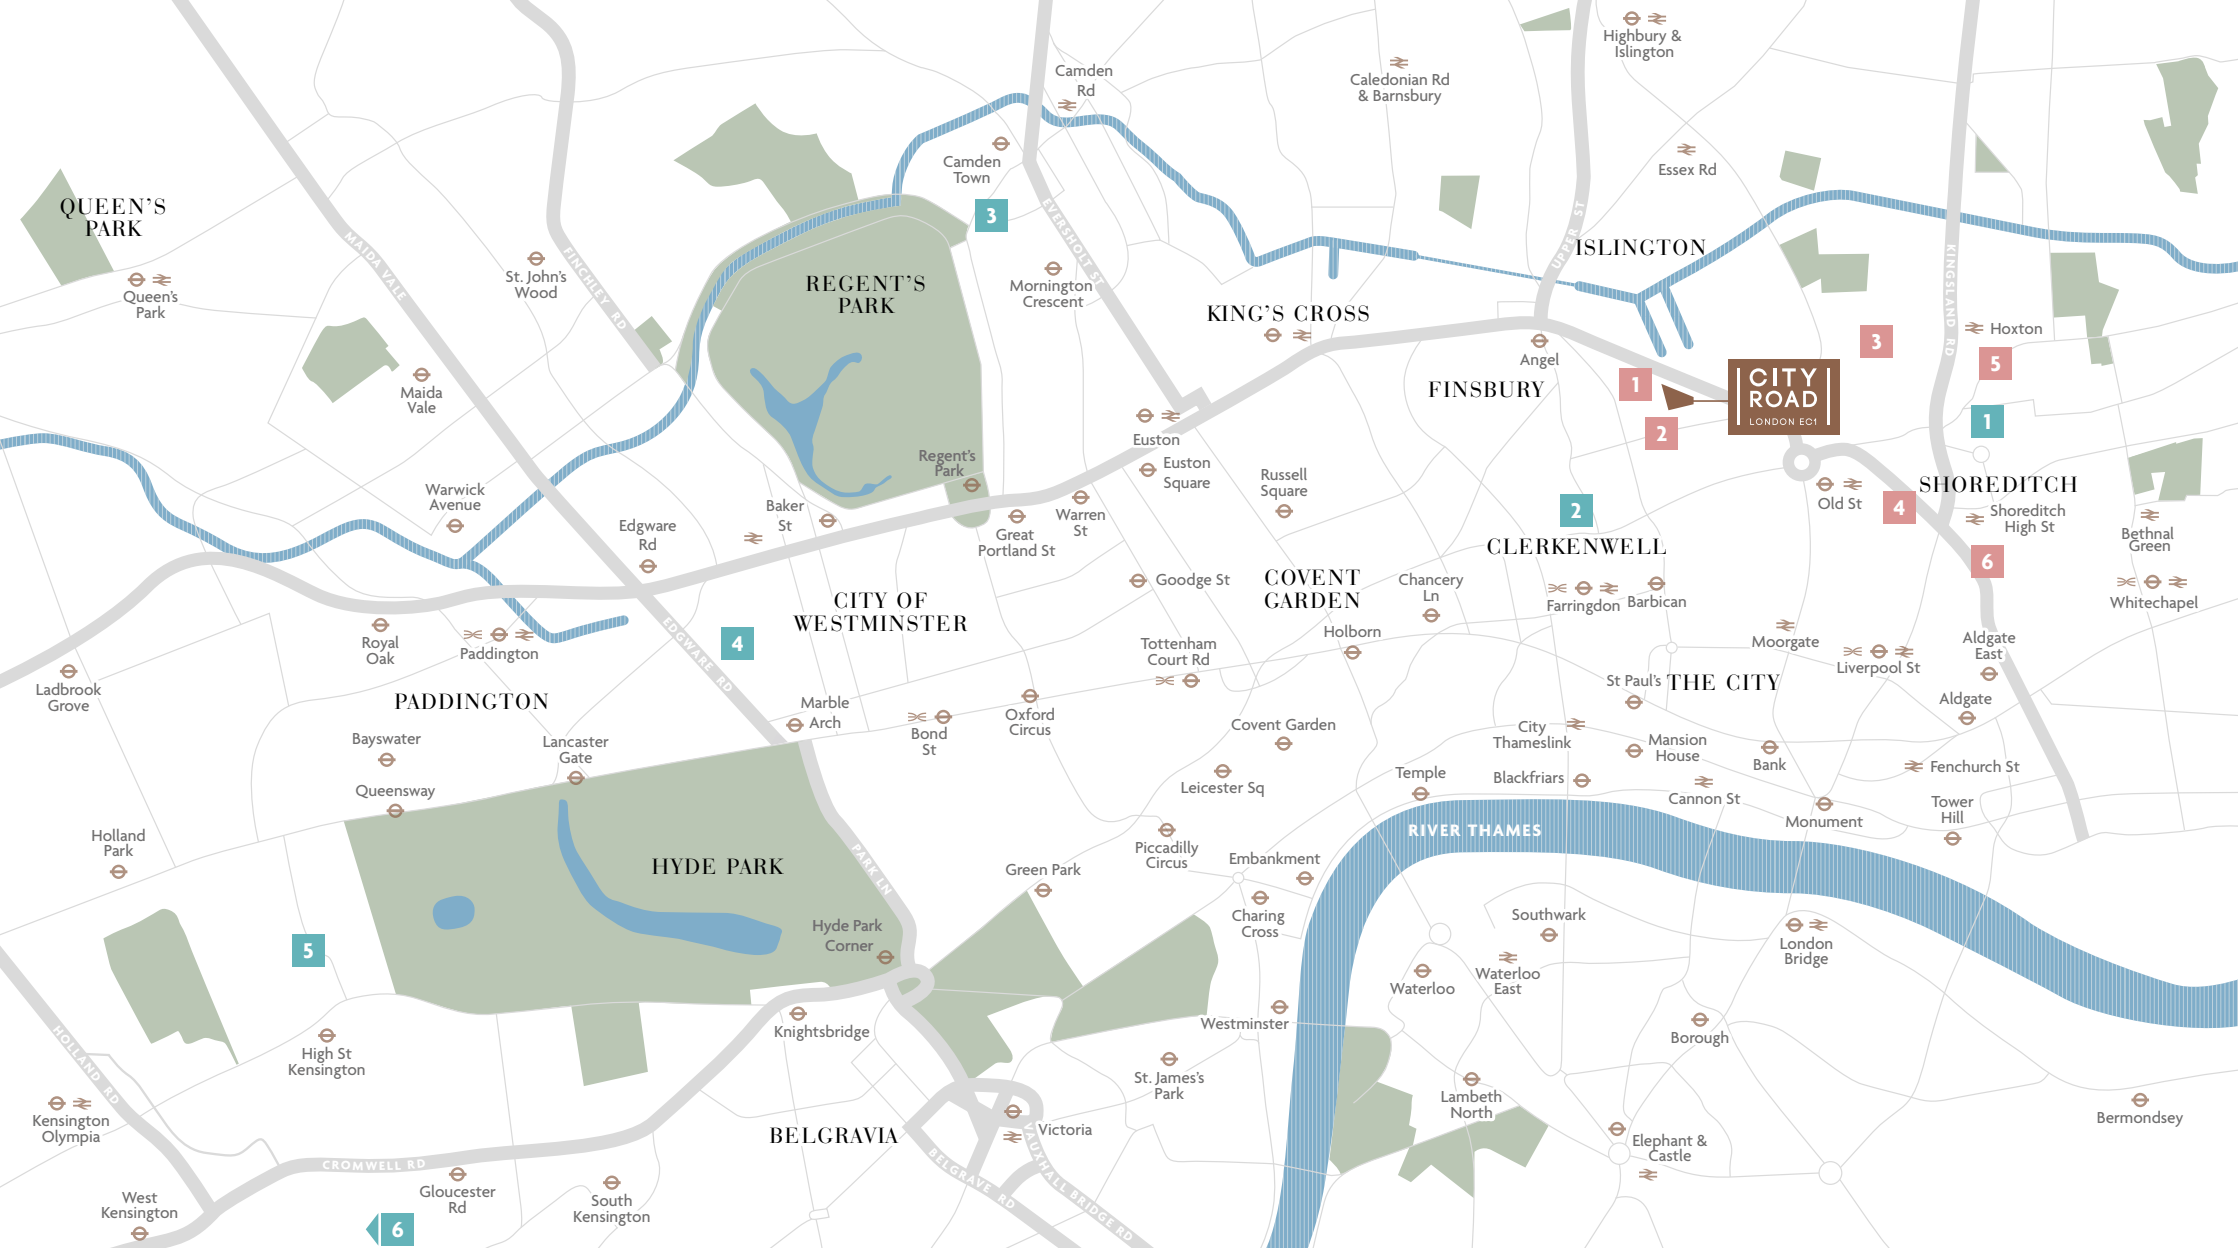 Highbury &
Islington
Camden
Rd
Caledonian Rd
& Barnsbury
Camden
Town
Essex Rd
QUEEN'S
PARK
3
EVERSHOLT ST
UPPER ST
ISLINGTON
MAIDA VALE
FINCHLEY RD
St. John's
Wood
Queen's
Park
REGENT'S
PARK
Mornington
Crescent
KING'S CROSS
KINGSLAND RD
Hoxton
3
5
Angel
1
CITY
ROAD
LONDON EC1
Maida
Vale
FINSBURY
2
1
Euston
Euston
Square
Regent's
Park
Russell
Square
Warwick
Avenue
Baker
St
Warren
St
Great
Portland St
Edgware
Rd
2
Old St
4
SHOREDITCH
Shoreditch
High St
Bethnal
Green
CLERKENWELL
6
Goodge St
COVENT
GARDEN
Chancery
Ln
Farringdon
Barbican
Whitechapel
CITY OF
WESTMINSTER
4
EDGWARE RD
Royal
Oak
Paddington
Holborn
Tottenham
Court Rd
Moorgate
Liverpool St
Aldgate
East
Ladbrook
Grove
PADDINGTON
St Paul's
THE CITY
Aldgate
Marble
Arch
Bond
St
Oxford
Circus
Covent Garden
City
Thameslink
Mansion
House
Bank
Fenchurch St
Bayswater
Lancaster
Gate
Queensway
Leicester Sq
Temple
Blackfriars
Cannon St
Monument
Tower
Hill
RIVER THAMES
Holland
Park
HYDE PARK
PARK LN
Piccadilly
Circus
Embankment
Green Park
Charing
Cross
Southwark
Hyde Park
Corner
5
London
Bridge
Waterloo
Waterloo
East
Westminster
Knightsbridge
Borough
High St
Kensington
HOLLAND RD
St. James's
Park
Lambeth
North
Kensington
Olympia
Bermondsey
BELGRAVIA
Victoria
Elephant &
Castle
CROMWELL RD
BELGRAVE RD
VAUXHALL BRIDGE RD
Gloucester
Rd
South
Kensington
West
Kensington
6